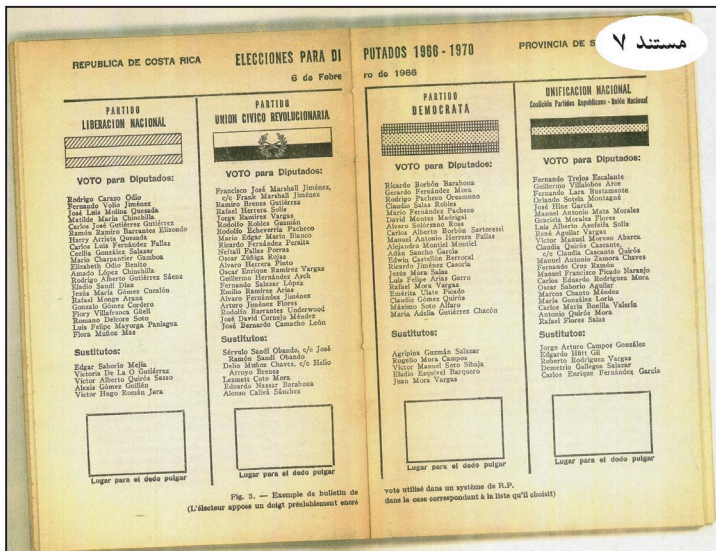 مستند ٧
REPUBLICA DE COSTA RICA
ELECCIONES PARA DIPUTADOS 1966 - 1970
PROVINCIA DE S
6 de Febrero de 1966
PARTIDO
LIBERACION NACIONAL
VOTO para Diputados:
Rodrigo Carazo Odio
Fernando Volio Jiménez
José Luis Molina Quesada
Matilde Marín Chinchilla
Carlos José Gutiérrez Gutiérrez
Ramón Ramiro Barrantes Elizondo
Harry Arrieta Quesada
Carlos Luis Fernández Fallas
Cecilia González Salazar
Mario Charpentier Gamboa
Elizabeth Odio Benito
Amado López Chinchilla
Rodrigo Alberto Gutiérrez Sáenz
Eladio Sandí Díaz
Jesús María Gómez
Rafael Monge Arana
Gonzalo Gómez Cordero
Flory Villafranca Güell
Romano Delcore Soto
Luis Felipe Mayorga Paniagua
Flora Muñoz Mas
Sustitutos:
Edgar Saborío Mejía
Victoria De La O Gutiérrez
Víctor Alberto Quirós Sasso
Alexis Gómez Guillén
Víctor Hugo Román Jara
Lugar para el dedo pulgar
PARTIDO
UNION CIVICO REVOLUCIONARIA
VOTO para Diputados:
Francisco José Marshall Jiménez,
c/c Frank Marshall Jiménez
Ramiro Brenes Gutiérrez
Rafael Herrera Solís
Jorge Ramírez Vargas
Rodolfo Robles Guzmán
Rodolfo Echeverría Pacheco
Mario Edgar Marín Blanco
Ricardo Fernández Peralta
Neftalí Fallas Porras
Oscar Zúñiga Rojas
Alvaro Herrera Pinto
Oscar Enrique Ramírez Vargas
Guillermo Hernández Asch
Fernando Salazar López
Emilio Ramírez Arias
Alvaro Fernández Jiménez
Arturo Jiménez Flores
Rodolfo Barrantes Underwood
José David Cornejo Méndez
José Bernardo Camacho León
Sustitutos:
Sérvulo Sandí Obando, c/c José
Ramón Sandí Obando
Delio Muñoz Chaves, c/c Helio
Arroyo Brenes
Lesmett Coto Mora
Eduardo Nassar Barahona
Alonso Calivá Sánchez
Lugar para el dedo pulgar
PARTIDO
DEMOCRATA
VOTO para Diputados:
Ricardo Borbón Barahona
Gerardo Fernández Mora
Rodrigo Pacheco Oreamuno
Claudio Salas Robles
Mario Fernández Pacheco
David Montes Madrigal
Alvaro Solórzano Rojas
Carlos Alberto Borbón Sartoressi
Manuel Antonio Herrera Fallas
Alejandro Montiel Montiel
Adán Sancho García
Edwin Castellón Berrocal
Ricardo Jiménez Casorla
Jesús Mora Salas
Luis Felipe Arias Garro
Rafael Mora Vargas
Emérita Ulate Picado
Claudio Gómez Quirós
Máximo Soto Alfaro
María Adelia Gutiérrez Chacón
Sustitutos:
Agripina Guzmán Salazar
Rogelio Mora Campos
Víctor Manuel Soto Sibaja
Eladio Esquivel Barquero
Juan Mora Vargas
Lugar para el dedo pulgar
UNIFICACION NACIONAL
Coalición Partidos Republicano - Unión Nacional
VOTO para Diputados:
Fernando Trejos Escalante
Guillermo Villalobos Arce
Fernando Lara Bustamante
Orlando Sotela Montagné
José Hine García
Manuel Antonio Mata Morales
Graciela Morales Flores
Luis Alberto Azofeifa Solís
René Aguilar Vargas
Víctor Manuel Moreno Abarca
Claudia Quirós Cascante,
c/c Claudia Cascante Quirós
Manuel Antonio Zamora Chaves
Fernando Cruz Ramón
Manuel Francisco Picado Naranjo
Carlos Eduardo Rodríguez Mora
Oscar Saborío Aguilar
Marcos Chanto Méndez
María González Loría
Carlos María Bonilla Valerín
Antonio Quirós Mora
Rafael Flores Salas
Sustitutos:
Jorge Arturo Campos González
Edgardo Hütt Gil
Roberto Rodríguez Vargas
Demetrio Gallegos Salazar
Carlos Enrique Fernández García
Lugar para el dedo pulgar
Fig. 3. — Exemple de bulletin de vote utilisé dans un système de R.P.
(L'électeur appose un doigt préalablement encré dans la case correspondant à la liste qu'il choisit)